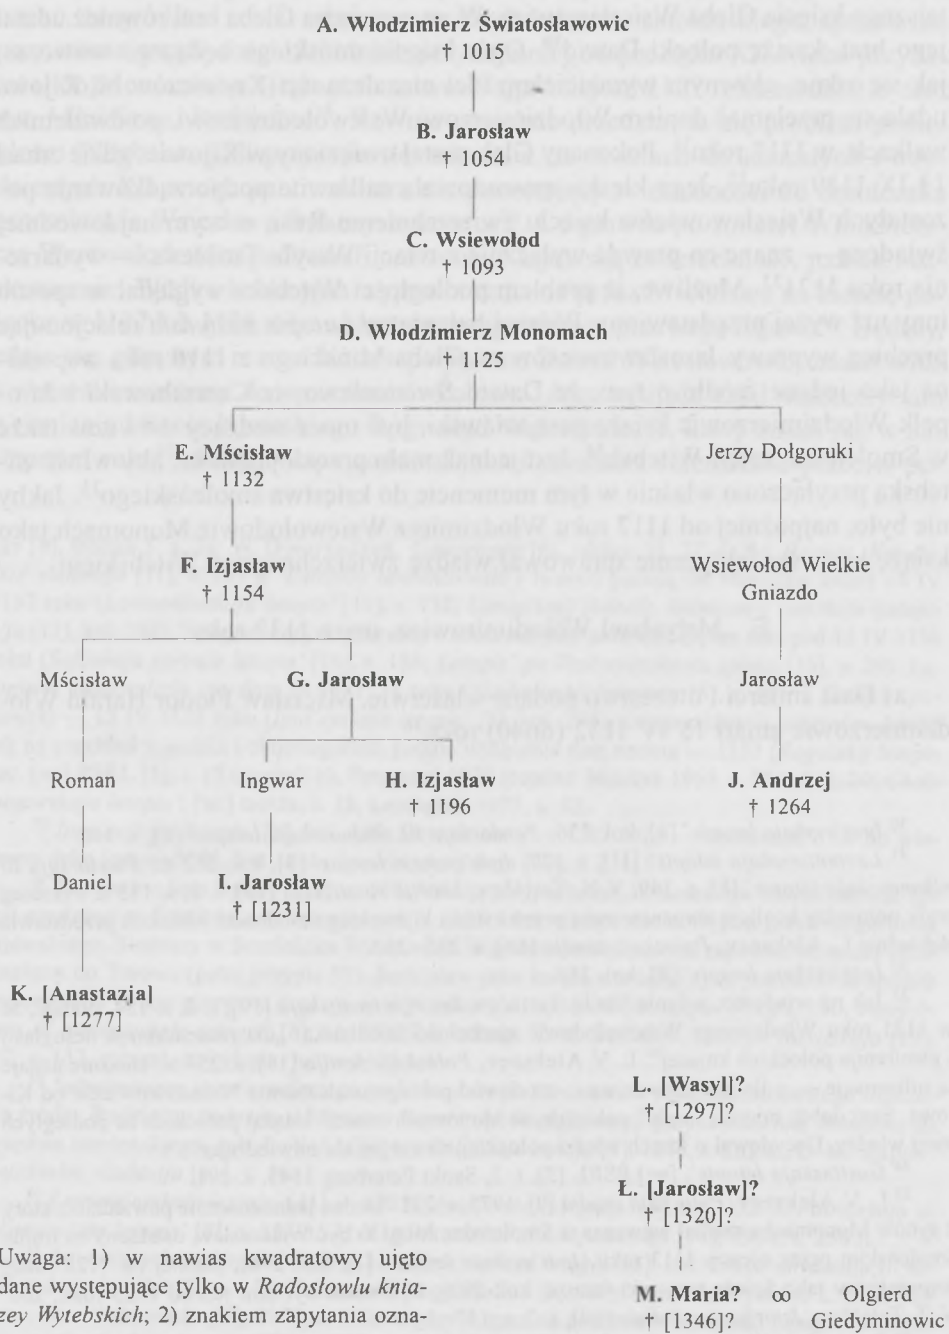 A. Włodzimierz Światosławowic
† 1015
B. Jarosław
† 1054
C. Wsiewołod
† 1093
D. Włodzimierz Monomach
† 1125
E. Mścisław
† 1132
Jerzy Dołgoruki
F. Izjasław
† 1154
Wsiewołod Wielkie
Gniazdo
Mścisław
G. Jarosław
Jarosław
Roman
Ingwar
H. Izjasław
† 1196
J. Andrzej
† 1264
Daniel
I. Jarosław
† [1231]
K. [Anastazja]
† [1277]
L. [Wasyl]?
† [1297]?
Ł. [Jarosław]?
† [1320]?
M. Maria? ∞ Olgierd
† [1346]? Giedyminowic
Uwaga: 1) w nawias kwadratowy ujęto
dane występujące tylko w Radosłowlu knia-
zey Wytebskich; 2) znakiem zapytania ozna-